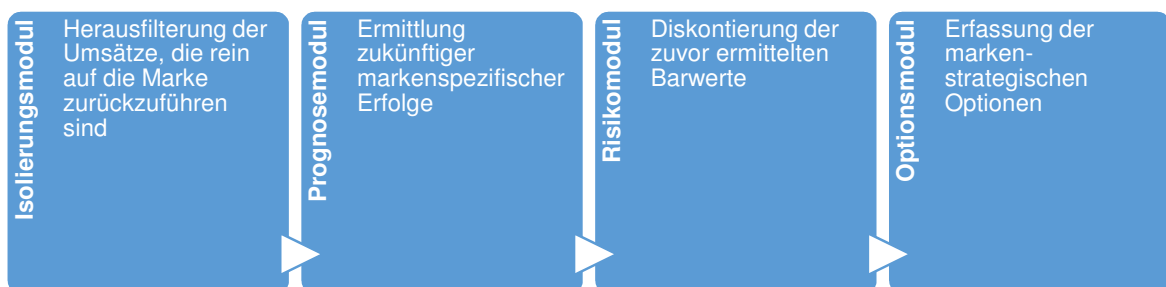 Isolierungsmodul
Herausfilterung der
Umsätze, die rein
auf die Marke
zurückzuführen
sind
Prognosemodul
Ermittlung
zukünftiger
markenspezifischer
Erfolge
Risikomodul
Diskontierung der
zuvor ermittelten
Barwerte
Optionsmodul
Erfassung der
marken-
strategischen
Optionen